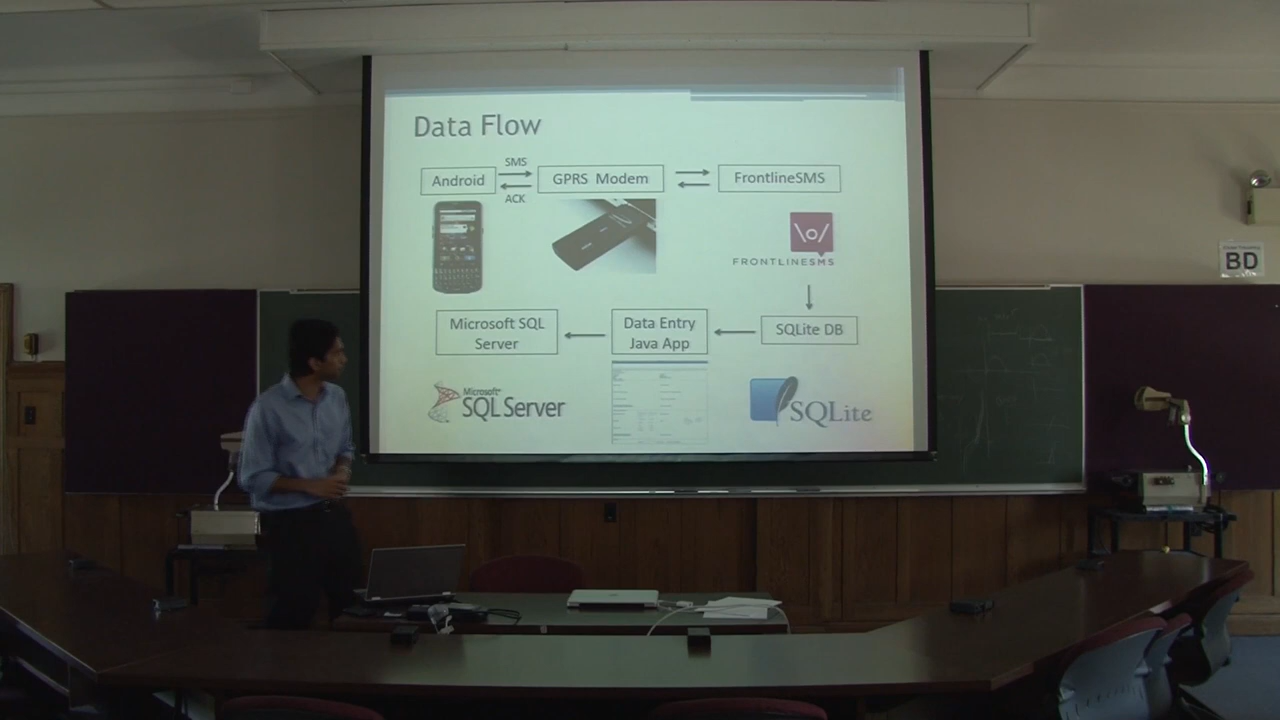 Data Flow
SMS
Android
GPRS Modem
FrontlineSMS
ACK
\o/
FRONTLINESMS
Microsoft SQL
Server
Data Entry
Java App
SQLite DB
Microsoft
SQL Server
SQLite
BD